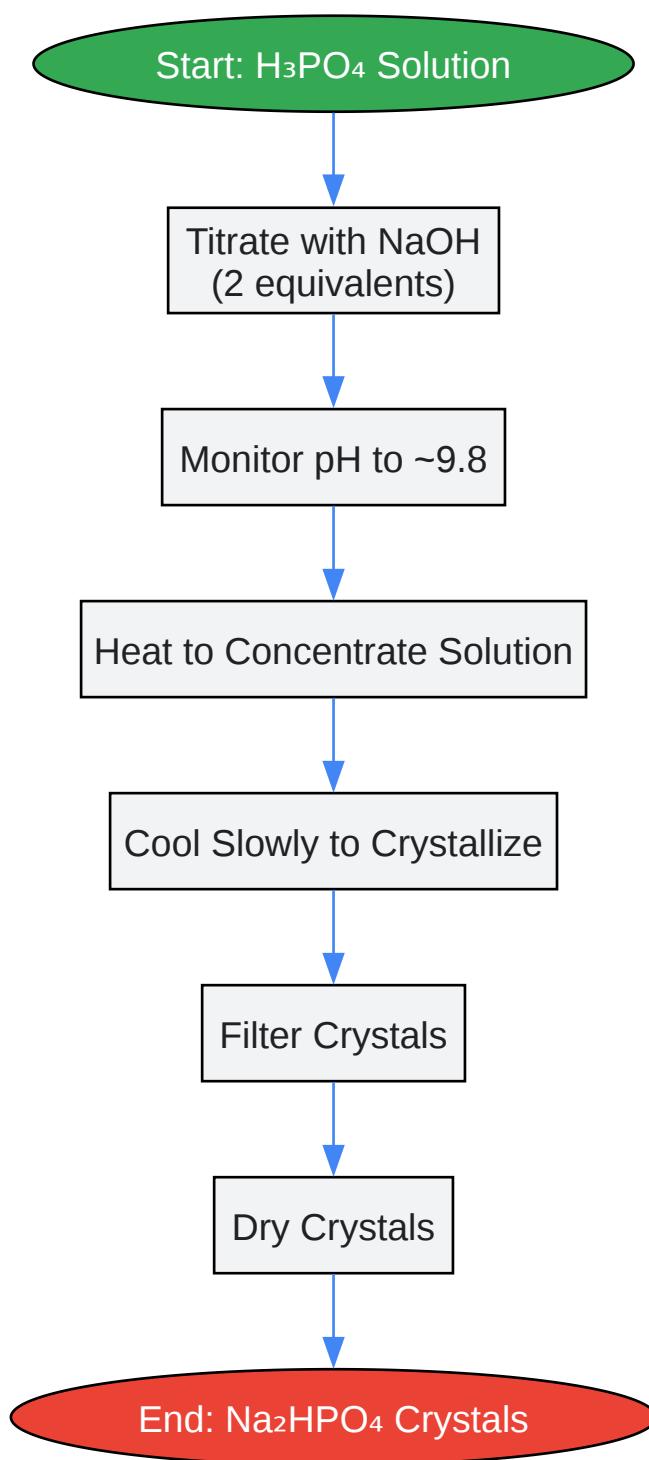 Start: H₃PO₄ Solution
Titrate with NaOH
(2 equivalents)
Monitor pH to ~9.8
Heat to Concentrate Solution
Cool Slowly to Crystallize
Filter Crystals
Dry Crystals
End: Na₂HPO₄ Crystals